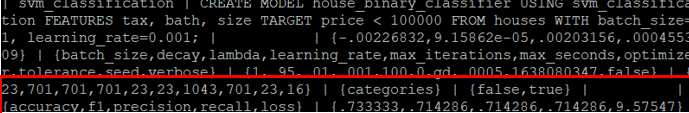 | svm_classification | CREATE MODEL house_binary_classifier USING svm_classifica
tion FEATURES tax, bath, size TARGET price < 100000 FROM houses WITH batch_size=
1, learning_rate=0.001; | | {-.00226832,9.15862e-05,.00203156,.0004553
09} | {batch_size,decay,lambda,learning_rate,max_iterations,max_seconds,optimize
r,tolerance,seed,verbose} | {1,.95,.01,.001,100,0,gd,.0005,1638080347,false} |
23,701,701,701,23,23,1043,701,23,16} | {categories} | {false,true} | |
{accuracy,f1,precision,recall,loss} | {.733333,.714286,.714286,.714286,9.57547}